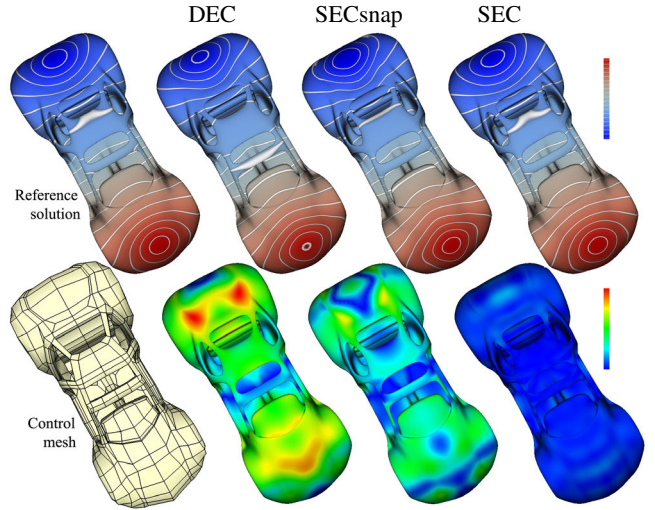 DEC SECsnap SEC
Reference
solution
Control
mesh